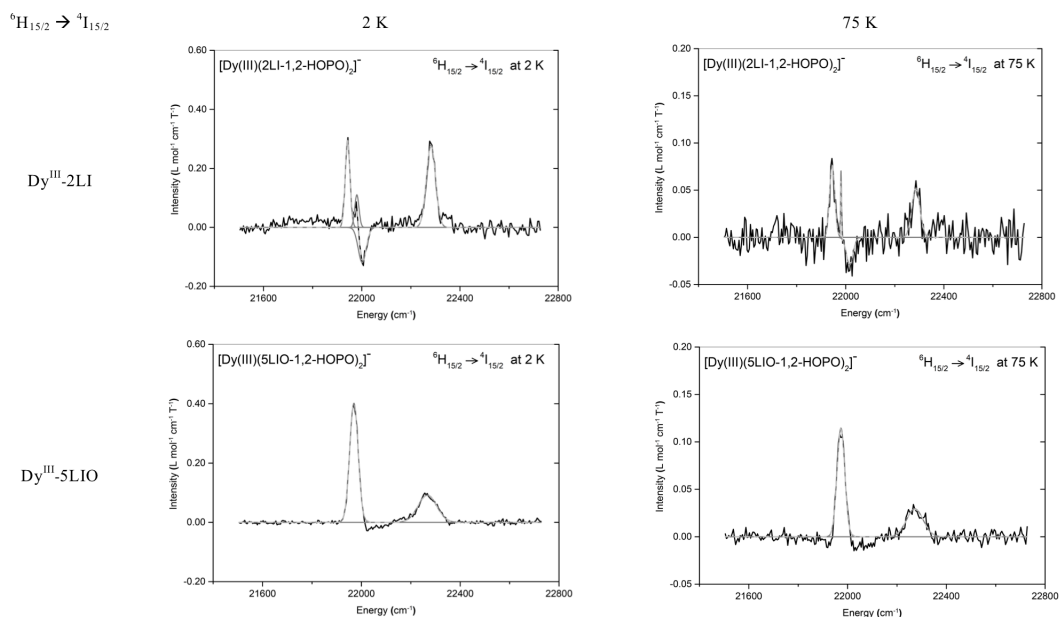 ⁶H₁₅/₂ → ⁴I₁₅/₂ 2 K 75 K
Dyᴵᴵᴵ-2LI
[Dy(III)(2LI-1,2-HOPO)₂]⁻ ⁶H₁₅/₂ → ⁴I₁₅/₂ at 2 K
Intensity (L mol⁻¹ cm⁻¹ T⁻¹)
0.60
0.40
0.20
0.00
-0.20
21600 22000 22400 22800
Energy (cm⁻¹)
[Dy(III)(2LI-1,2-HOPO)₂]⁻ ⁶H₁₅/₂ → ⁴I₁₅/₂ at 75 K
Intensity (L mol⁻¹ cm⁻¹ T⁻¹)
0.20
0.15
0.10
0.05
0.00
-0.05
21600 22000 22400 22800
Energy (cm⁻¹)
Dyᴵᴵᴵ-5LIO
[Dy(III)(5LIO-1,2-HOPO)₂]⁻ ⁶H₁₅/₂ → ⁴I₁₅/₂ at 2 K
Intensity (L mol⁻¹ cm⁻¹ T⁻¹)
0.60
0.40
0.20
0.00
-0.20
21600 22000 22400 22800
Energy (cm⁻¹)
[Dy(III)(5LIO-1,2-HOPO)₂]⁻ ⁶H₁₅/₂ → ⁴I₁₅/₂ at 75 K
Intensity (L mol⁻¹ cm⁻¹ T⁻¹)
0.20
0.15
0.10
0.05
0.00
-0.05
21600 22000 22400 22800
Energy (cm⁻¹)